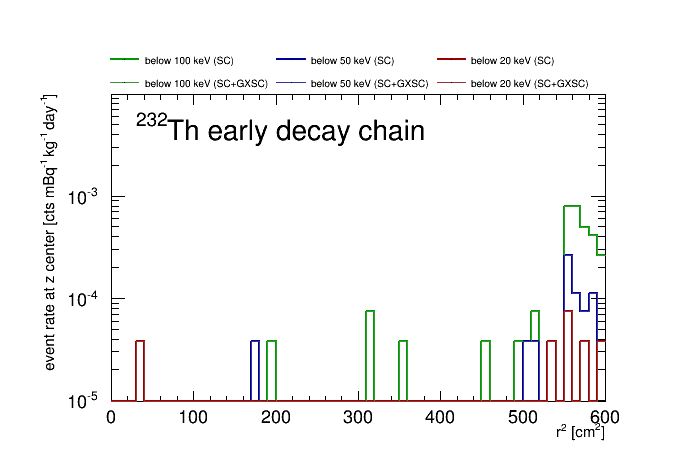 below 100 keV (SC) below 50 keV (SC) below 20 keV (SC)
below 100 keV (SC+GXSC) below 50 keV (SC+GXSC) below 20 keV (SC+GXSC)
²³²Th early decay chain
event rate at z center [cts mBq⁻¹ kg⁻¹ day⁻¹]
10⁻³
10⁻⁴
10⁻⁵
0 100 200 300 400 500 600
r² [cm²]